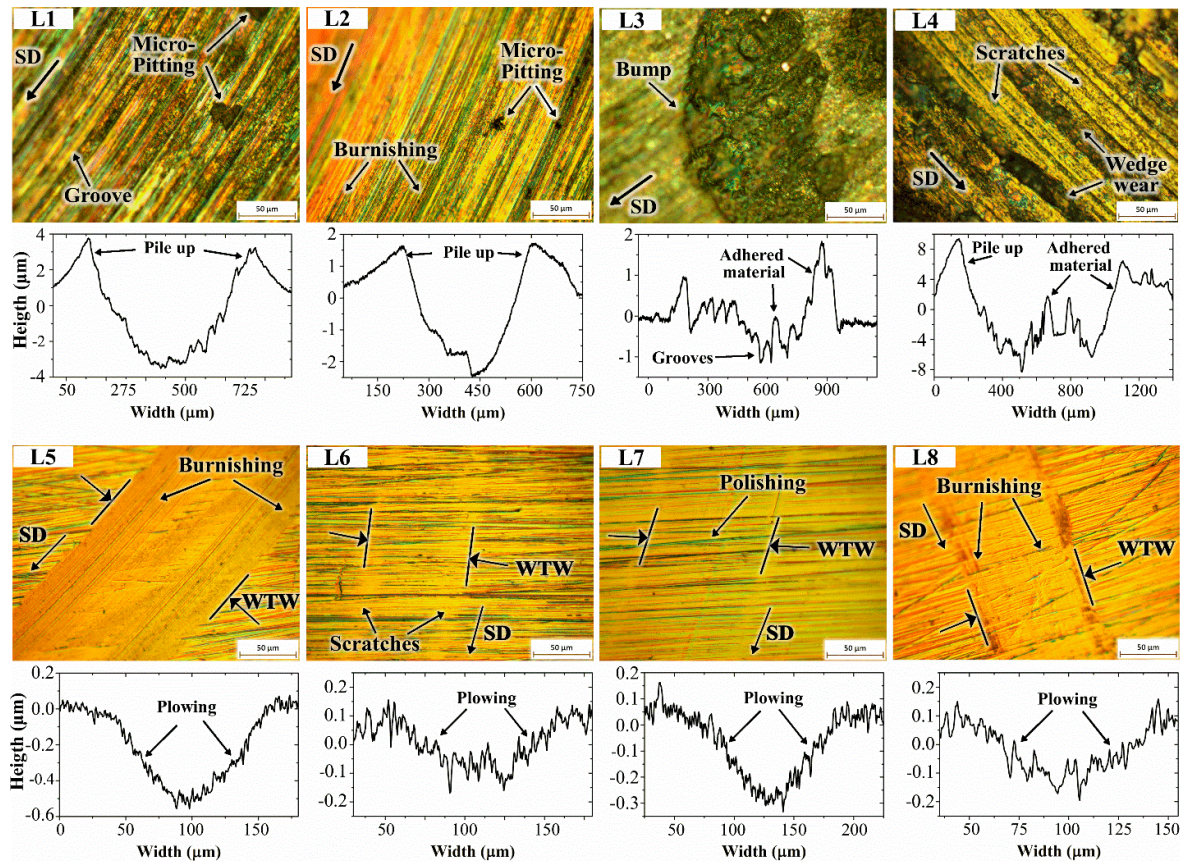 L1
SD
Micro-
Pitting
Groove
50 µm
L2
SD
Micro-
Pitting
Burnishing
50 µm
L3
Bump
SD
50 µm
L4
Scratches
Wedge
wear
SD
50 µm
Heigth (µm)
4
2
0
-2
-4
Pile up
50 275 500 725
Width (µm)
2
1
0
-1
-2
Pile up
150 300 450 600 750
Width (µm)
2
1
0
-1
Adhered
material
Grooves
0 300 600 900
Width (µm)
8
4
0
-4
-8
Pile up
Adhered
material
0 400 800 1200
Width (µm)
L5
Burnishing
SD
WTW
50 µm
L6
WTW
Scratches
SD
50 µm
L7
Polishing
WTW
SD
50 µm
L8
Burnishing
SD
WTW
50 µm
Heigth (µm)
0.2
0.0
-0.2
-0.4
-0.6
Plowing
0 50 100 150
Width (µm)
0.2
0.1
0.0
-0.1
-0.2
Plowing
50 100 150
Width (µm)
0.2
0.1
0.0
-0.1
-0.2
-0.3
Plowing
50 100 150 200
Width (µm)
0.2
0.1
0.0
-0.1
-0.2
Plowing
50 75 100 125 150
Width (µm)